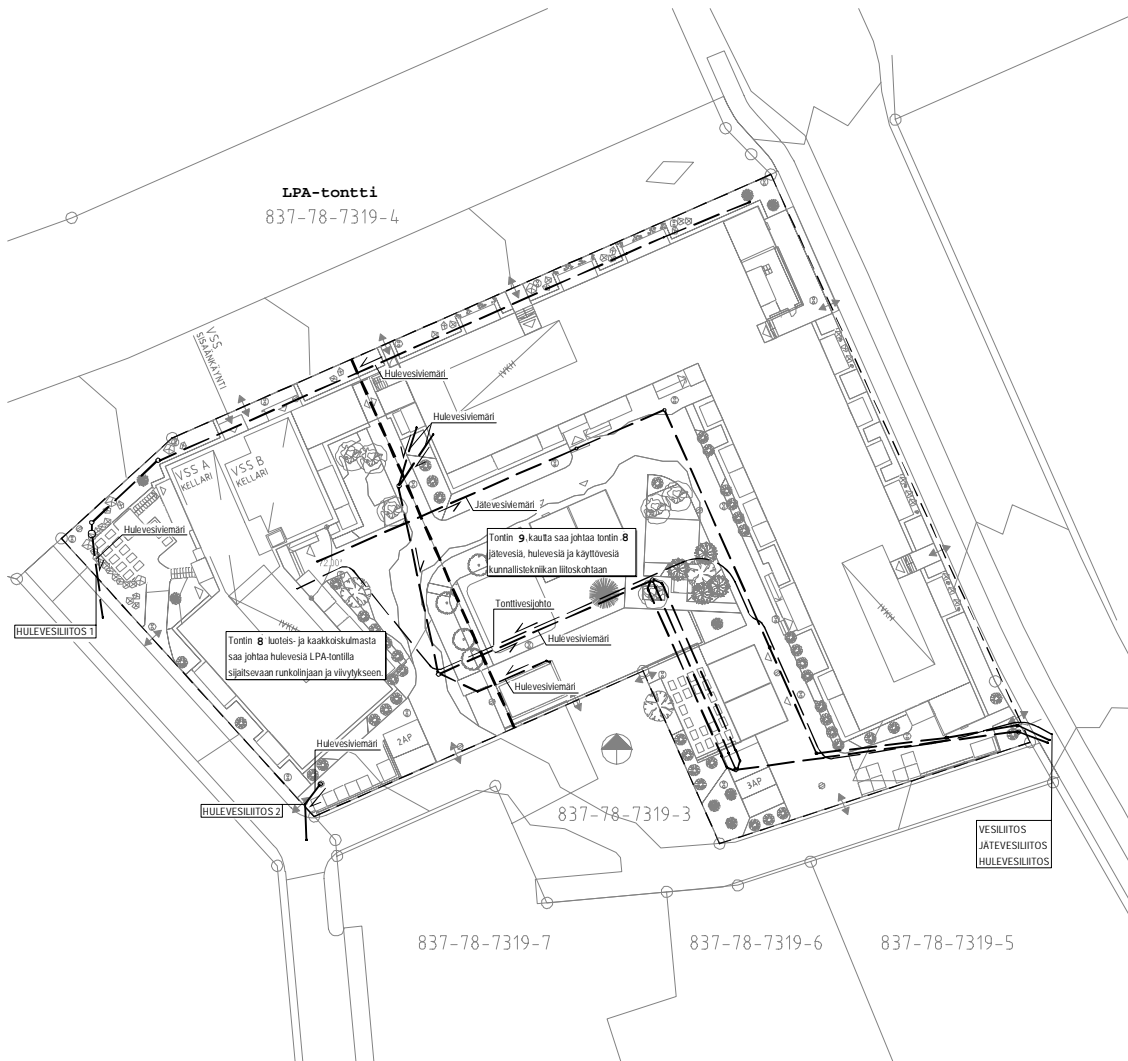 LPA-tontti
837-78-7319-4
VSS
SISÄÄNKÄYNTI
IVKH
Hulevesiviemäri
Hulevesiviemäri
VSS A
KELLARI
VSS B
KELLARI
Jätevesiviemäri
Hulevesiviemäri
Tontin 9 kautta saa johtaa tontin 8
jätevesiä, hulevesiä ja käyttövesiä
kunnallistekniikan liitoskohtaan
Tonttivesijohto
Hulevesiviemäri
IVKH
HULEVESILIITOS 1
IVKH
Tontin 8 luoteis- ja kaakkoiskulmasta
saa johtaa hulevesiä LPA-tontilla
sijaitsevaan runkolinjaan ja viivytykseen.
Hulevesiviemäri
Hulevesiviemäri
2AP
3AP
HULEVESILIITOS 2
837-78-7319-3
VESILIITOS
JÄTEVESILIITOS
HULEVESILIITOS
837-78-7319-7
837-78-7319-6
837-78-7319-5